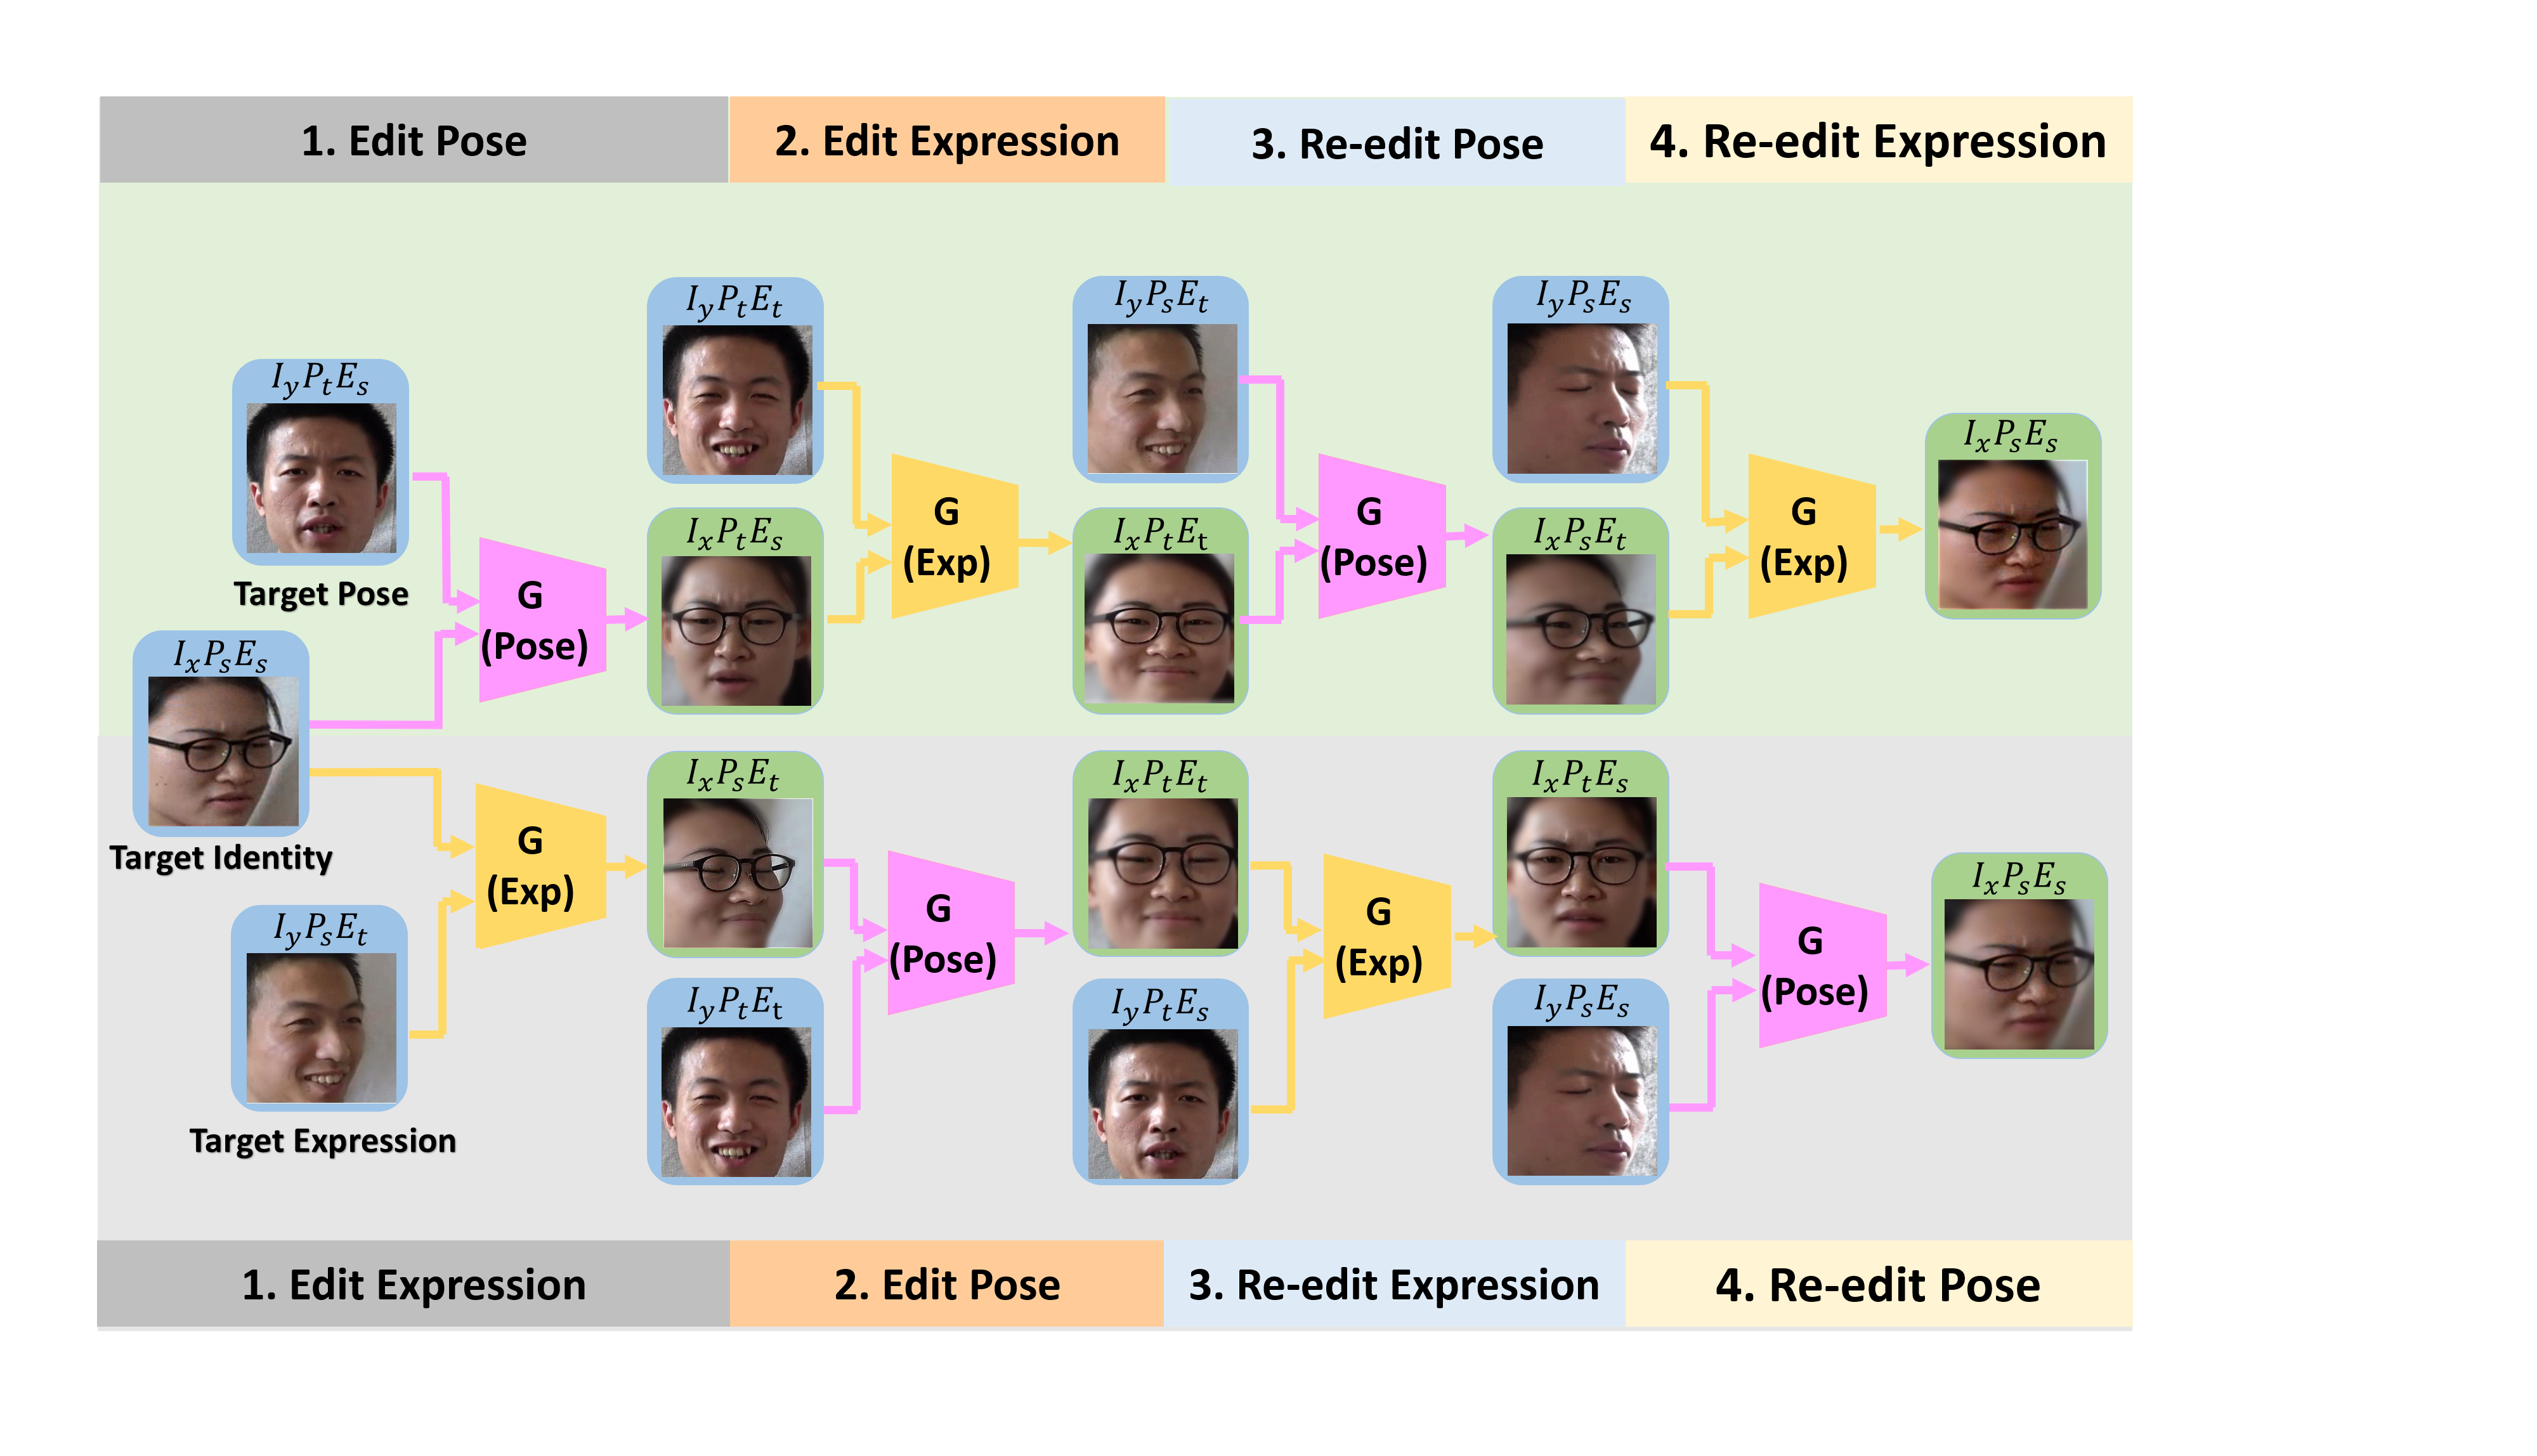 1. Edit Pose
2. Edit Expression
3. Re-edit Pose
4. Re-edit Expression
I_yP_tE_t
I_yP_sE_t
I_yP_sE_s
I_yP_tE_s
Target Pose
G
(Pose)
I_xP_tE_s
G
(Exp)
I_xP_tE_t
G
(Pose)
I_xP_sE_t
G
(Exp)
I_xP_sE_s
I_xP_sE_s
Target Identity
I_yP_sE_t
Target Expression
G
(Exp)
I_xP_sE_t
I_yP_tE_t
G
(Pose)
I_xP_tE_t
I_yP_tE_s
G
(Exp)
I_xP_tE_s
I_yP_sE_s
G
(Pose)
I_xP_sE_s
1. Edit Expression
2. Edit Pose
3. Re-edit Expression
4. Re-edit Pose